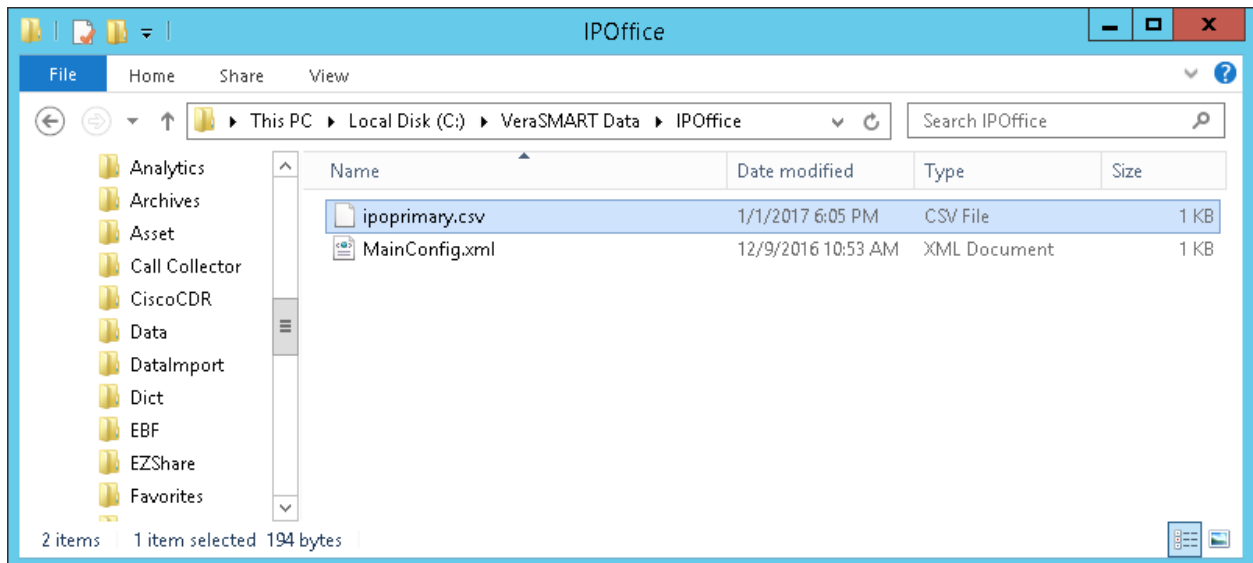 IPOffice
File Home Share View
This PC Local Disk (C:) VeraSMART Data IPOffice Search IPOffice
Name Date modified Type Size
ipoprimary.csv 1/1/2017 6:05 PM CSV File 1 KB
MainConfig.xml 12/9/2016 10:53 AM XML Document 1 KB
Analytics
Archives
Asset
Call Collector
CiscoCDR
Data
DataImport
Dict
EBF
EZShare
Favorites
2 items 1 item selected 194 bytes